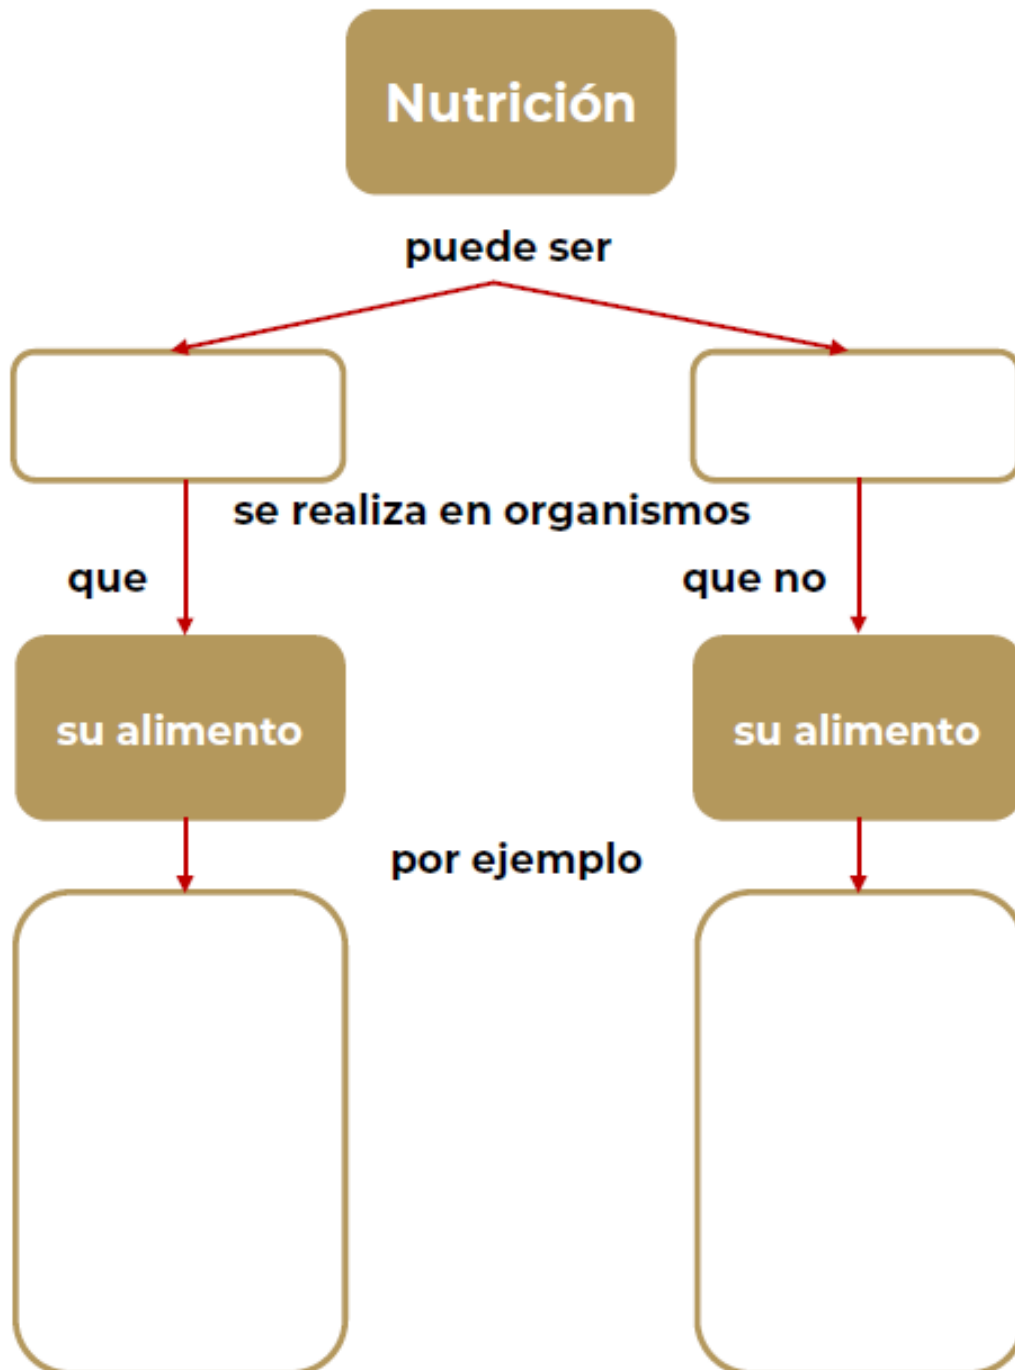 Nutrición
puede ser
se realiza en organismos
que
que no
su alimento
su alimento
por ejemplo